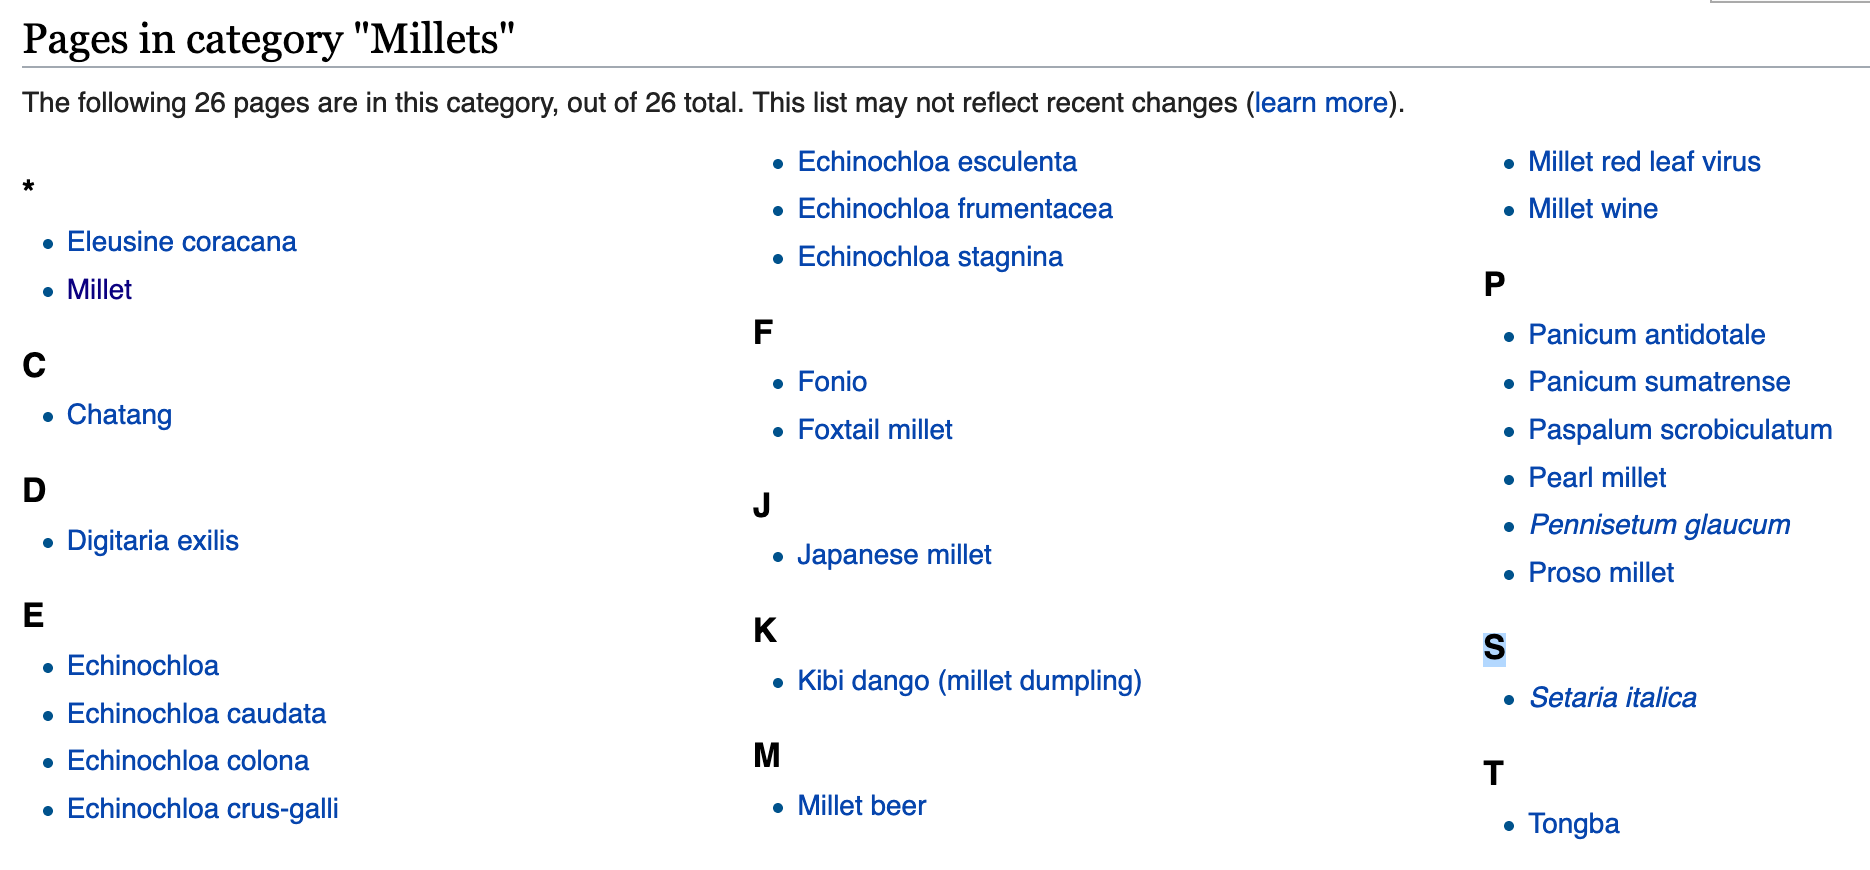 Pages in category "Millets"
The following 26 pages are in this category, out of 26 total. This list may not reflect recent changes (learn more).
*
Eleusine coracana
Millet
C
Chatang
D
Digitaria exilis
E
Echinochloa
Echinochloa caudata
Echinochloa colona
Echinochloa crus-galli
Echinochloa esculenta
Echinochloa frumentacea
Echinochloa stagnina
F
Fonio
Foxtail millet
J
Japanese millet
K
Kibi dango (millet dumpling)
M
Millet beer
Millet red leaf virus
Millet wine
P
Panicum antidotale
Panicum sumatrense
Paspalum scrobiculatum
Pearl millet
Pennisetum glaucum
Proso millet
S
Setaria italica
T
Tongba